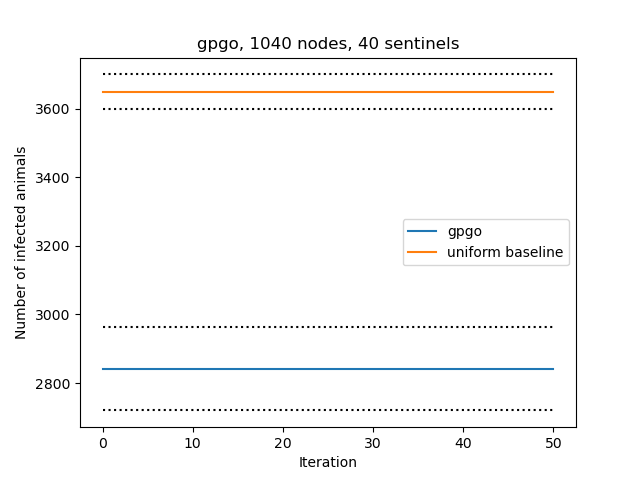 gpgo, 1040 nodes, 40 sentinels
Number of infected animals
3600
3400
3200
3000
2800
gpgo
uniform baseline
0 10 20 30 40 50
Iteration